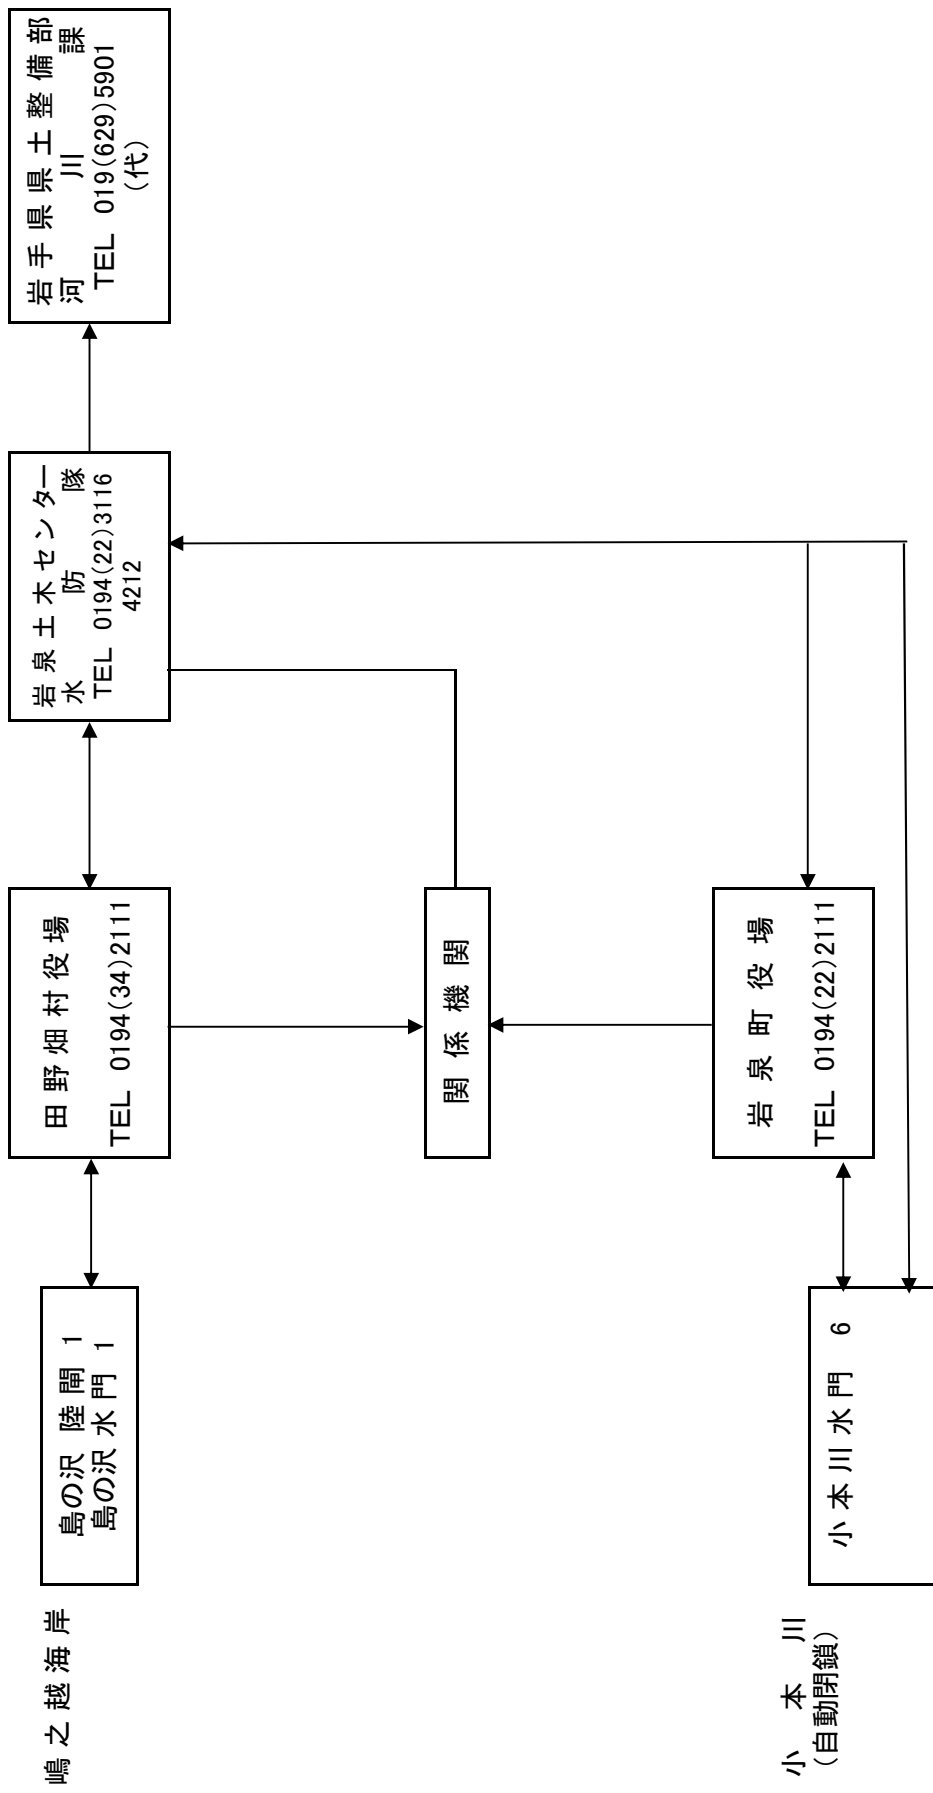 嶋之越海岸
島の沢 陸閘 1
島の沢 水門 1
田野畑村役場
TEL 0194(34)2111
岩泉土木センター
水防隊
TEL 0194(22)3116
4212
岩手県県土整備部
河川課
TEL 019(629)5901
(代)
関係機関
小本川
(自動閉鎖)
小本川水門 6
岩泉町役場
TEL 0194(22)2111